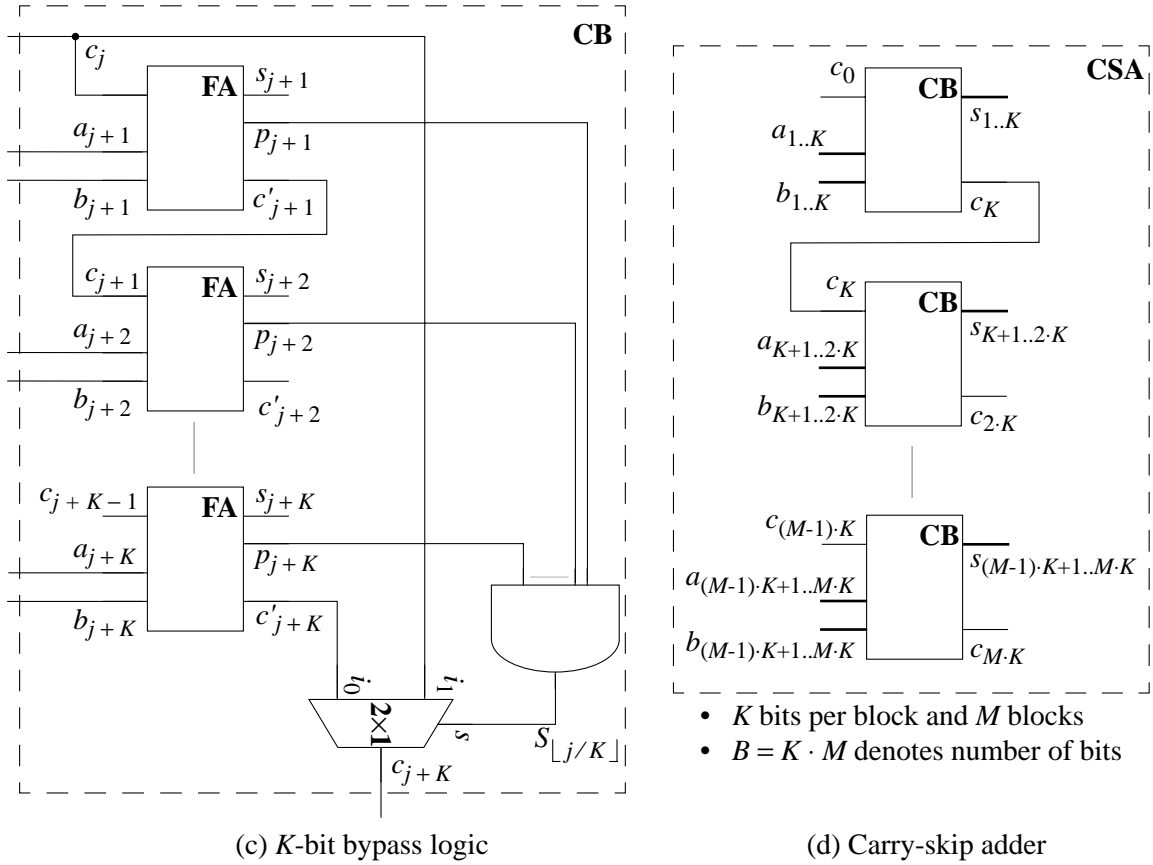 CB
c_j
FA
s_{j+1}
a_{j+1}
p_{j+1}
b_{j+1}
c'_{j+1}
c_{j+1}
FA
s_{j+2}
a_{j+2}
p_{j+2}
b_{j+2}
c'_{j+2}
c_{j+K-1}
FA
s_{j+K}
a_{j+K}
p_{j+K}
b_{j+K}
c'_{j+K}
i_0
i_1
2×1
s
S_{⌊j/K⌋}
c_{j+K}
(c) K-bit bypass logic
CSA
c_0
CB
s_{1..K}
a_{1..K}
b_{1..K}
c_K
c_K
CB
s_{K+1..2·K}
a_{K+1..2·K}
b_{K+1..2·K}
c_{2·K}
c_{(M-1)·K}
CB
s_{(M-1)·K+1..M·K}
a_{(M-1)·K+1..M·K}
b_{(M-1)·K+1..M·K}
c_{M·K}
• K bits per block and M blocks
• B = K · M denotes number of bits
(d) Carry-skip adder